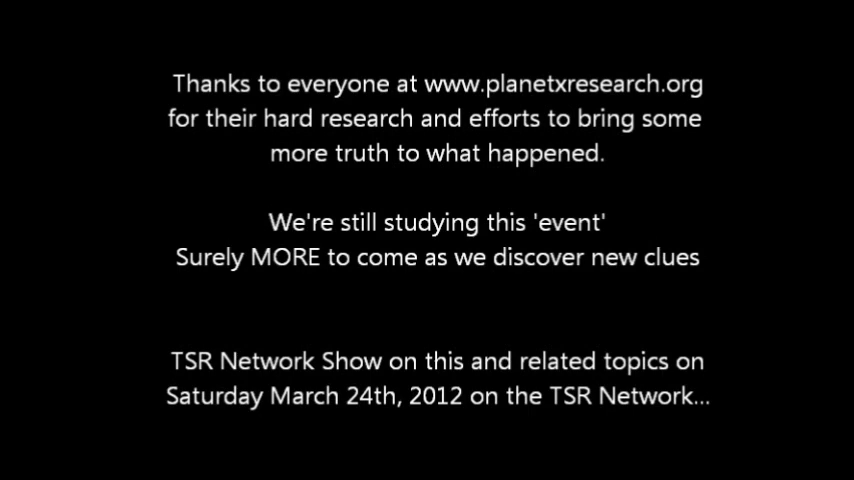 Thanks to everyone at www.planetxresearch.org
for their hard research and efforts to bring some
more truth to what happened.
We're still studying this 'event'
Surely MORE to come as we discover new clues
TSR Network Show on this and related topics on
Saturday March 24th, 2012 on the TSR Network...